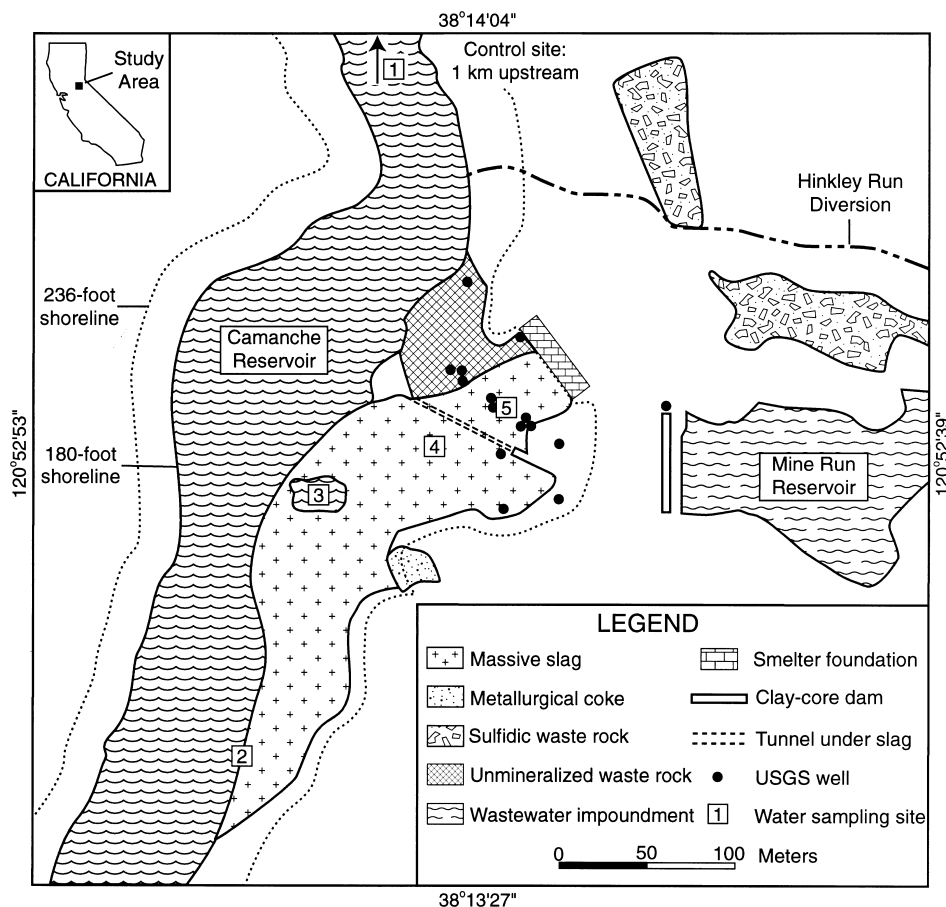 38°14'04"
Study
Area
CALIFORNIA
1
Control site:
1 km upstream
Hinkley Run
Diversion
236-foot
shoreline
Camanche
Reservoir
5
4
180-foot
shoreline
3
Mine Run
Reservoir
120°52'53"
120°52'39"
2
LEGEND
Massive slag
Smelter foundation
Metallurgical coke
Clay-core dam
Sulfidic waste rock
Tunnel under slag
Unmineralized waste rock
USGS well
Wastewater impoundment
1 Water sampling site
0 50 100 Meters
38°13'27"